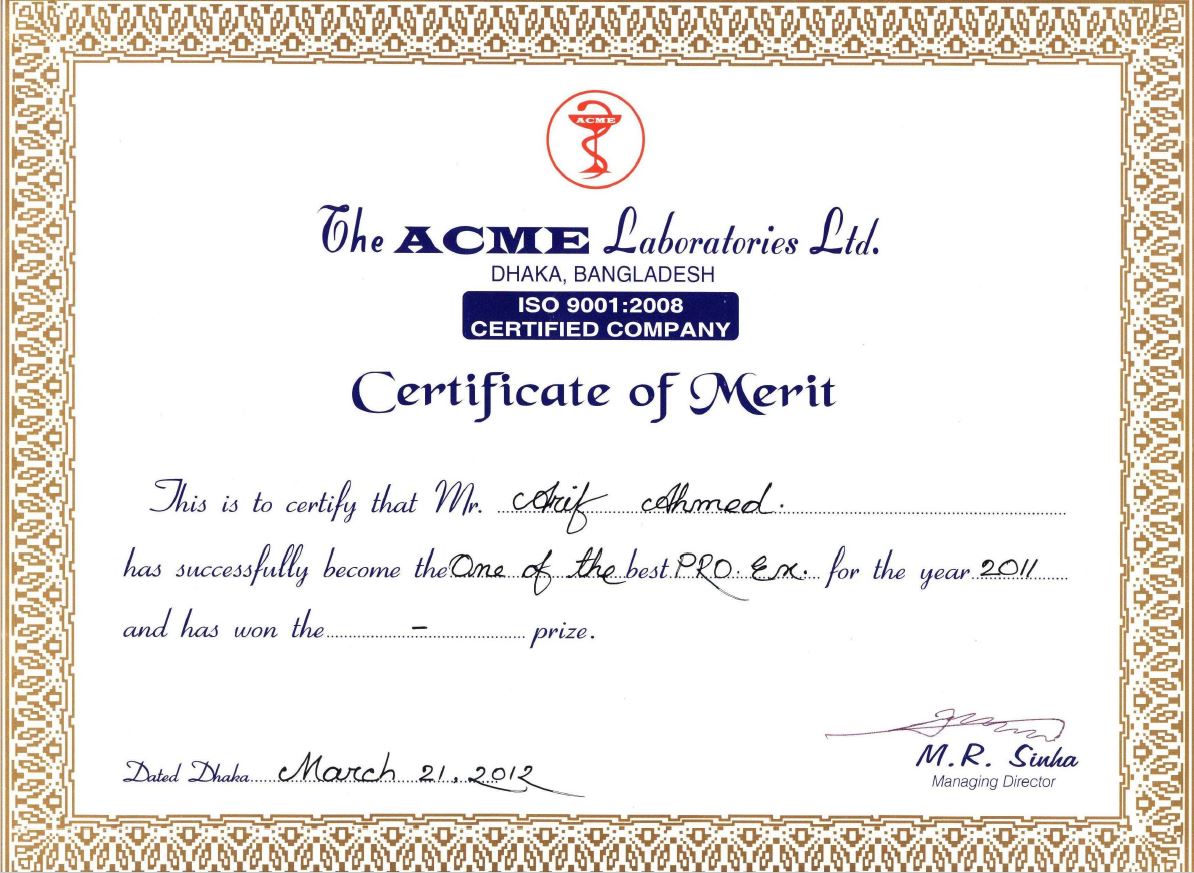 ACME
The ACME Laboratories Ltd.
DHAKA, BANGLADESH
ISO 9001:2008
CERTIFIED COMPANY
Certificate of Merit
This is to certify that Mr. Arif Ahmed.
has successfully become the One of the best PRO. Ex. for the year 2011
and has won the - prize.
Dated Dhaka March 21, 2012
M.R. Sinha
Managing Director